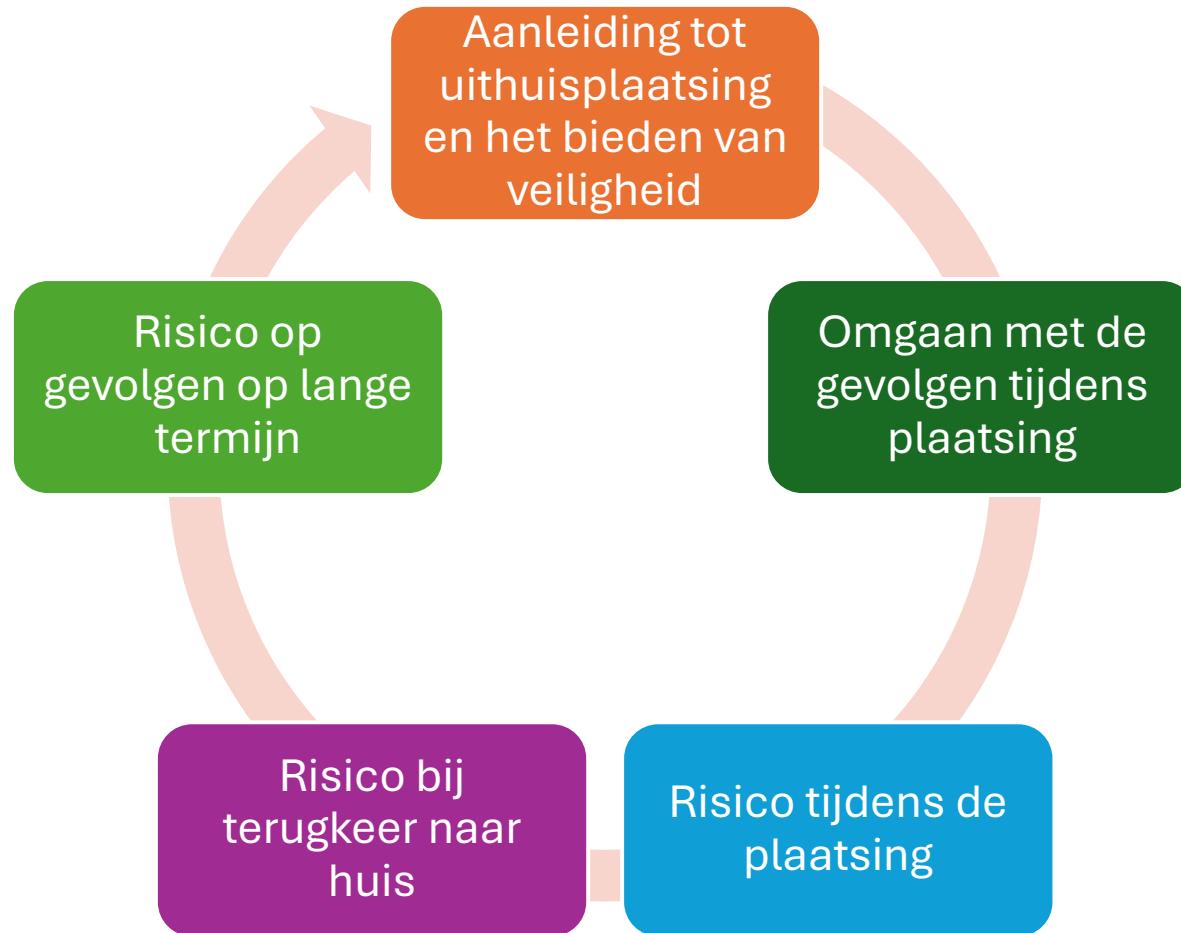 Aanleiding tot
uithuisplaatsing
en het bieden van
veiligheid
Omgaan met de
gevolgen tijdens
plaatsing
Risico tijdens de
plaatsing
Risico bij
terugkeer naar
huis
Risico op
gevolgen op lange
termijn